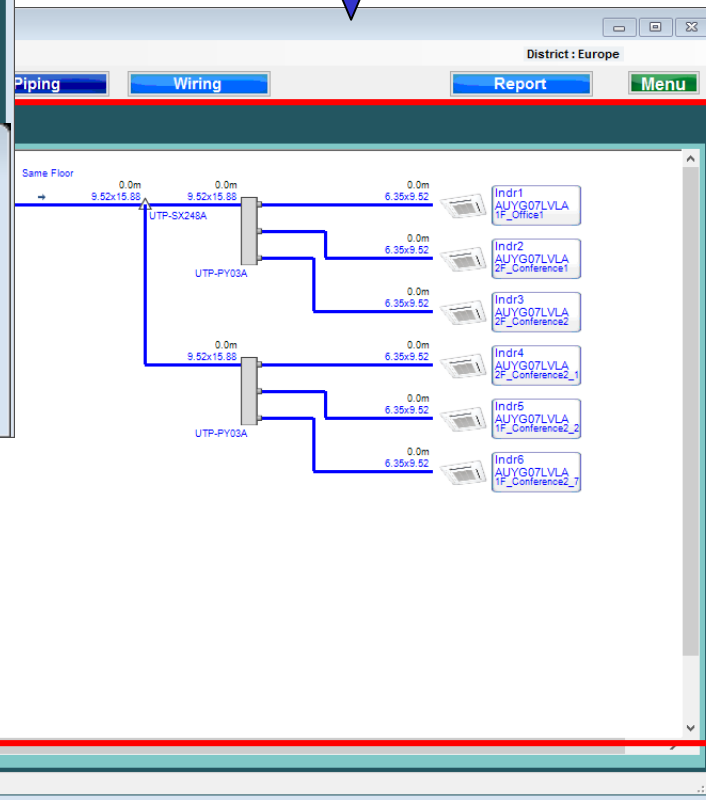 District : Europe
Piping
Wiring
Report
Menu
Same Floor
0.0m
9.52x15.88
0.0m
9.52x15.88
UTP-SX248A
UTP-PY03A
0.0m
6.35x9.52
Indr1
AUYG07LVLA
1F_Office1
0.0m
6.35x9.52
Indr2
AUYG07LVLA
2F_Conference1
0.0m
6.35x9.52
Indr3
AUYG07LVLA
2F_Conference2
0.0m
9.52x15.88
UTP-PY03A
0.0m
6.35x9.52
Indr4
AUYG07LVLA
2F_Conference2_1
0.0m
6.35x9.52
Indr5
AUYG07LVLA
1F_Conference2_2
0.0m
6.35x9.52
Indr6
AUYG07LVLA
1F_Conference2_7